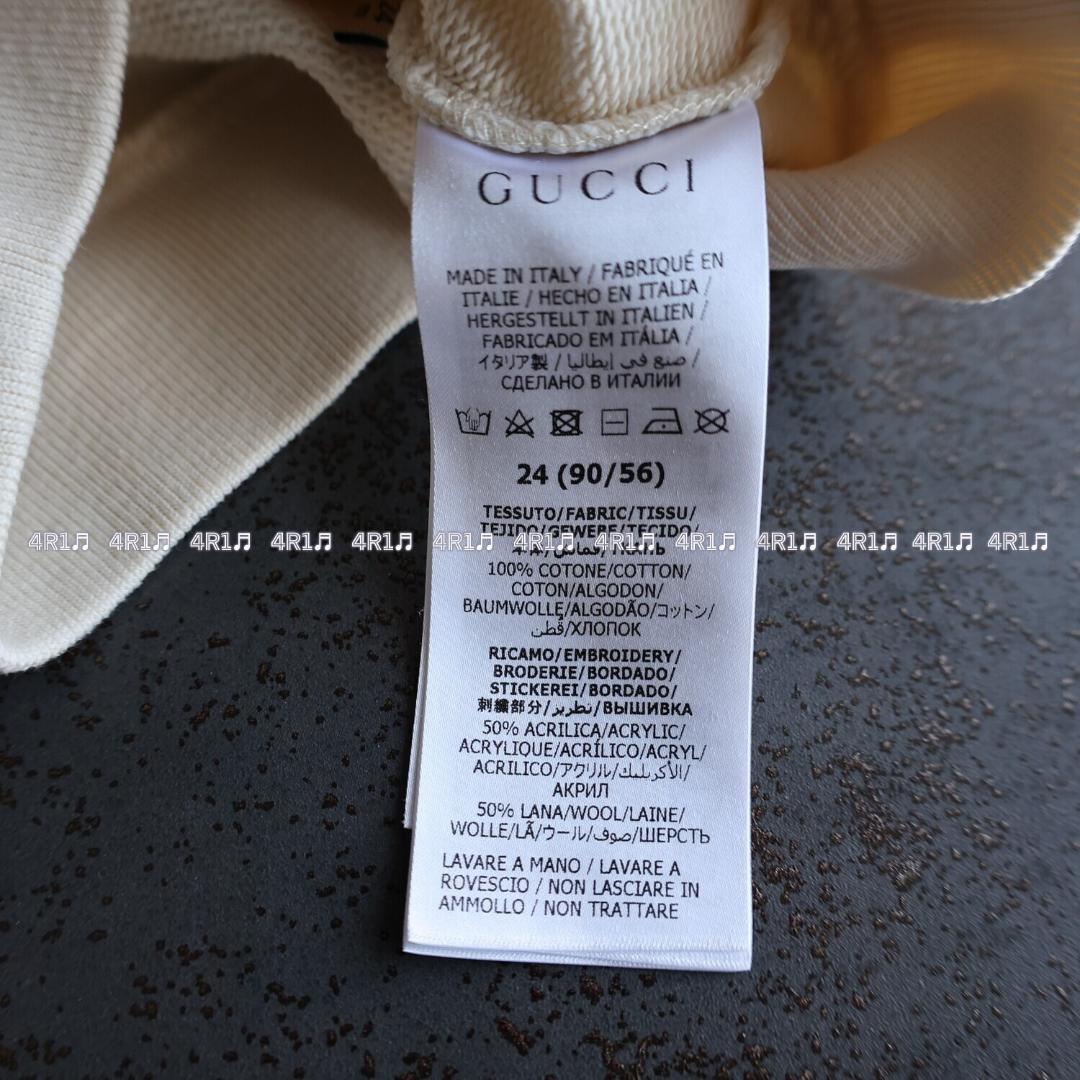 GUCCI
MADE IN ITALY / FABRIQUÉ EN
ITALIE / HECHO EN ITALIA /
HERGESTELLT IN ITALIEN /
FABRICADO EM ITÁLIA /
イタリア製 / صنع في إيطاليا /
СДЕЛАНО В ИТАЛИИ
24 (90/56)
TESSUTO/FABRIC/TISSU/
TEJIDO/GEWEBE/TECIDO/
4R1♬ 4R1♬ 4R1♬ 4R1♬ 4R1♬ 4R1♬ 4R1♬ 4R1♬ 4R1♬ 4R1♬ 4R1♬ 4R1♬ 4R1♬
100% COTONE/COTTON/
COTON/ALGODON/
BAUMWOLLE/ALGODÃO/コットン/
قطن/ХЛОПОК
RICAMO/EMBROIDERY/
BRODERIE/BORDADO/
STICKEREI/BORDADO/
刺繍部分/تطريز/ВЫШИВКА
50% ACRILICA/ACRYLIC/
ACRYLIQUE/ACRÍLICO/ACRYL/
ACRILICO/アクリル/الأكريليك/
АКРИЛ
50% LANA/WOOL/LAINE/
WOLLE/LÃ/ウール/صوف/ШЕРСТЬ
LAVARE A MANO / LAVARE A
ROVESCIO / NON LASCIARE IN
AMMOLLO / NON TRATTARE